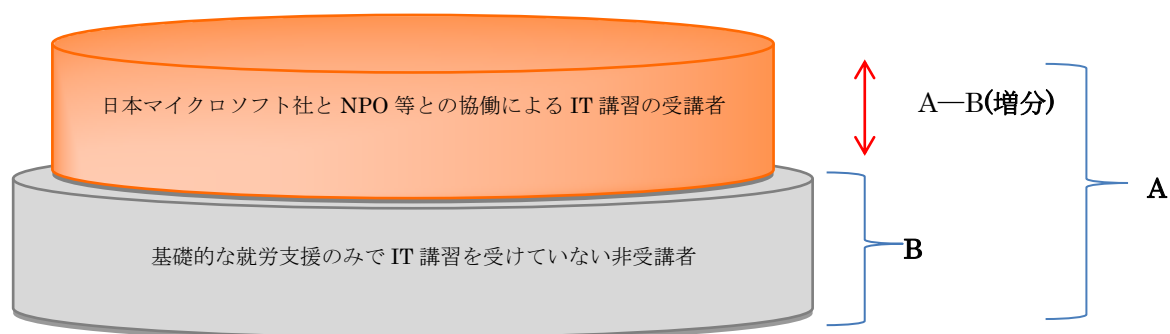 日本マイクロソフト社と NPO 等との協働による IT 講習の受講者
A―B(増分)
A
基礎的な就労支援のみで IT 講習を受けていない非受講者
B